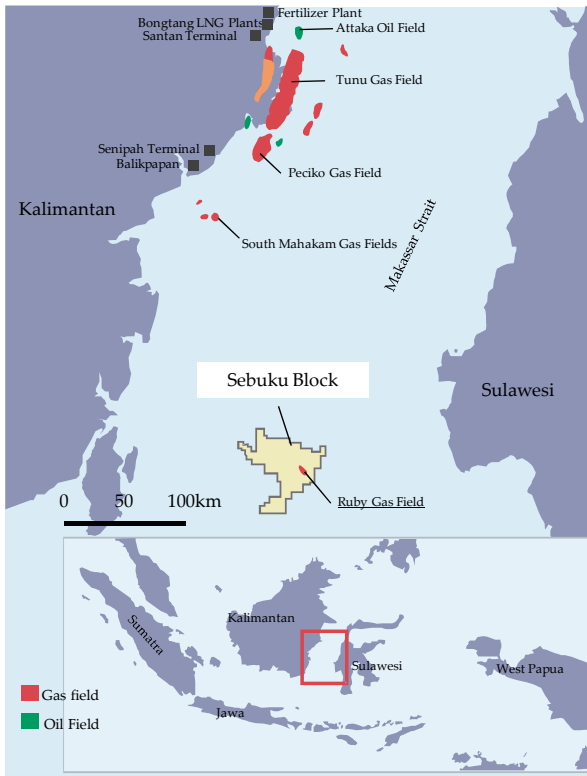 Fertilizer Plant
Bongtang LNG Plants
Santan Terminal
Attaka Oil Field
Tunu Gas Field
Senipah Terminal
Balikpapan
Peciko Gas Field
Kalimantan
South Mahakam Gas Fields
Makassar Strait
Sebuku Block
Sulawesi
0 50 100km
Ruby Gas Field
Kalimantan
Sumatra
Sulawesi
West Papua
Jawa
Gas field
Oil Field